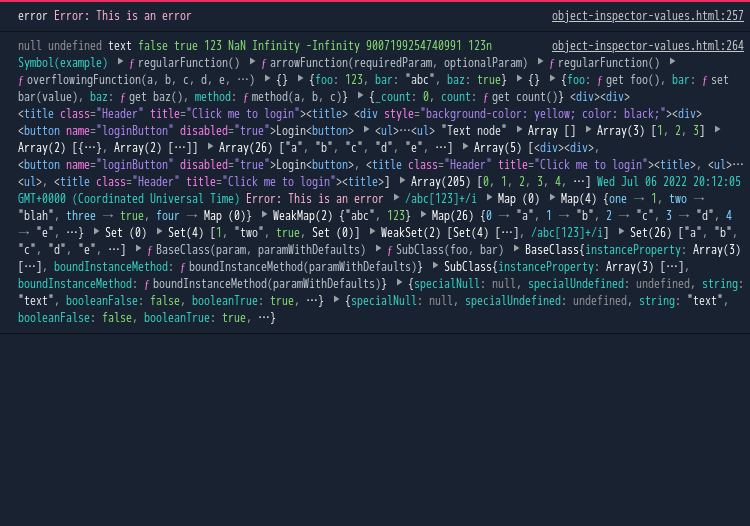 error Error: This is an error object-inspector-values.html:257
null undefined text false true 123 NaN Infinity -Infinity 9007199254740991 123n object-inspector-values.html:264
Symbol(example) ▶ ƒ regularFunction() ▶ ƒ arrowFunction(requiredParam, optionalParam) ▶ ƒ regularFunction() ▶
ƒ overflowingFunction(a, b, c, d, e, …) ▶ {} ▶ {foo: 123, bar: "abc", baz: true} ▶ {} ▶ {foo: ƒ get foo(), bar: ƒ set
bar(value), baz: ƒ get baz(), method: ƒ method(a, b, c)} ▶ {_count: 0, count: ƒ get count()} <div><div>
<title class="Header" title="Click me to login"><title> <div style="background-color: yellow; color: black;"><div>
<button name="loginButton" disabled="true">Login<button> ▶ <ul>…<ul> "Text node" ▶ Array [] ▶ Array(3) [1, 2, 3] ▶
Array(2) [{…}, Array(2) […]] ▶ Array(26) ["a", "b", "c", "d", "e", …] ▶ Array(5) [<div><div>,
<button name="loginButton" disabled="true">Login<button>, <title class="Header" title="Click me to login"><title>, <ul>…
<ul>, <title class="Header" title="Click me to login"><title>] ▶ Array(205) [0, 1, 2, 3, 4, …] Wed Jul 06 2022 20:12:05
GMT+0000 (Coordinated Universal Time) Error: This is an error ▶ /abc[123]+/i ▶ Map (0) ▶ Map(4) {one → 1, two →
"blah", three → true, four → Map (0)} ▶ WeakMap(2) {"abc", 123} ▶ Map(26) {0 → "a", 1 → "b", 2 → "c", 3 → "d", 4
→ "e", …} ▶ Set (0) ▶ Set(4) [1, "two", true, Set (0)] ▶ WeakSet(2) [Set(4) […], /abc[123]+/i] ▶ Set(26) ["a", "b",
"c", "d", "e", …] ▶ ƒ BaseClass(param, paramWithDefaults) ▶ ƒ SubClass(foo, bar) ▶ BaseClass{instanceProperty: Array(3)
[…], boundInstanceMethod: ƒ boundInstanceMethod(paramWithDefaults)} ▶ SubClass{instanceProperty: Array(3) […],
boundInstanceMethod: ƒ boundInstanceMethod(paramWithDefaults)} ▶ {specialNull: null, specialUndefined: undefined, string:
"text", booleanFalse: false, booleanTrue: true, …} ▶ {specialNull: null, specialUndefined: undefined, string: "text",
booleanFalse: false, booleanTrue: true, …}